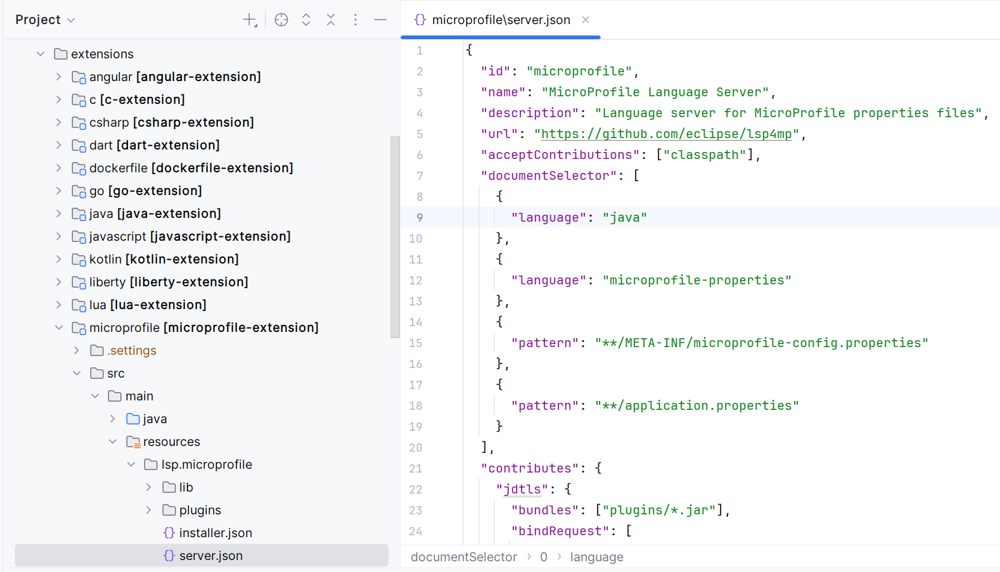 Project
extensions
angular [angular-extension]
c [c-extension]
csharp [csharp-extension]
dart [dart-extension]
dockerfile [dockerfile-extension]
go [go-extension]
java [java-extension]
javascript [javascript-extension]
kotlin [kotlin-extension]
liberty [liberty-extension]
lua [lua-extension]
microprofile [microprofile-extension]
.settings
src
main
java
resources
lsp.microprofile
lib
plugins
{} installer.json
{} server.json
{} microprofile\server.json
1 {
2 "id": "microprofile",
3 "name": "MicroProfile Language Server",
4 "description": "Language server for MicroProfile properties files",
5 "url": "https://github.com/eclipse/lsp4mp",
6 "acceptContributions": ["classpath"],
7 "documentSelector": [
8 {
9 "language": "java"
10 },
11 {
12 "language": "microprofile-properties"
13 },
14 {
15 "pattern": "**/META-INF/microprofile-config.properties"
16 },
17 {
18 "pattern": "**/application.properties"
19 }
20 ],
21 "contributes": {
22 "jdtls": {
23 "bundles": ["plugins/*.jar"],
24 "bindRequest": [
documentSelector > 0 > language